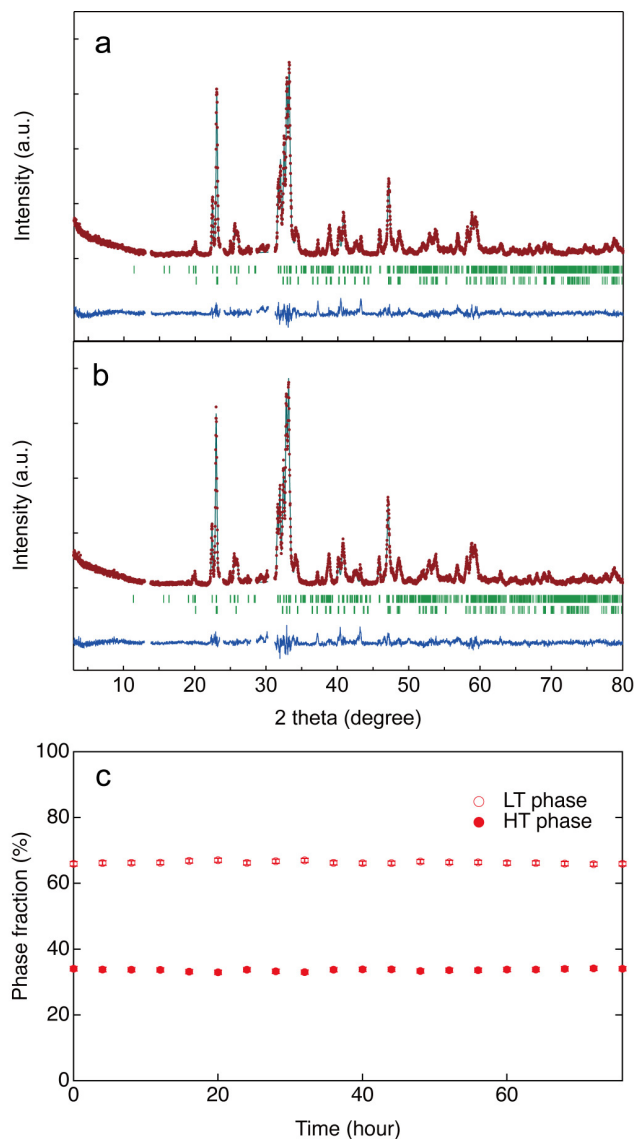 a
Intensity (a.u.)
b
Intensity (a.u.)
10 20 30 40 50 60 70 80
2 theta (degree)
100
c
LT phase
80
HT phase
60
Phase fraction (%)
40
20
0
0 20 40 60
Time (hour)